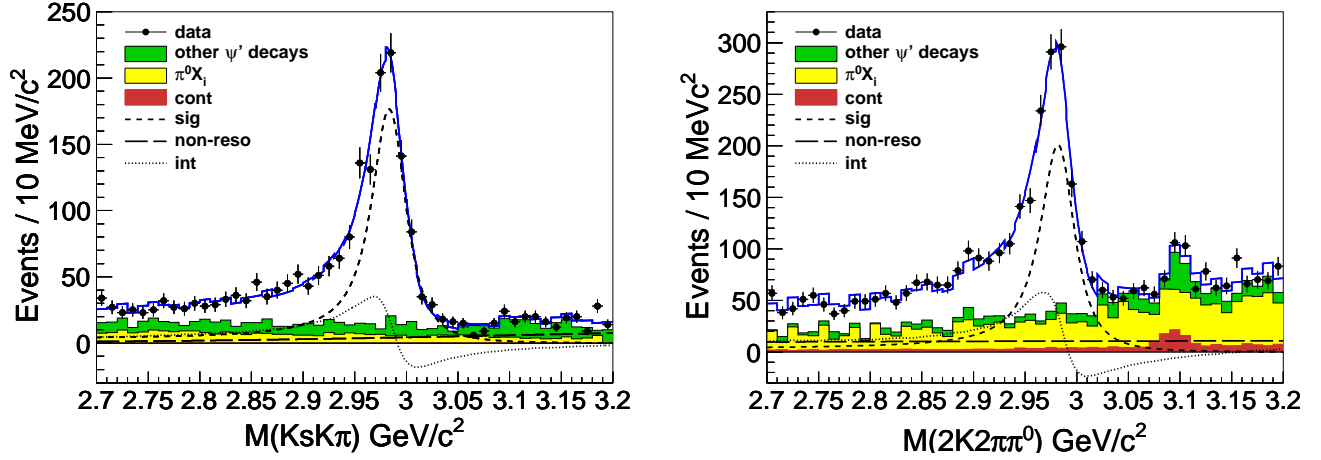 Events / 10 MeV/c²
250
200
150
100
50
0
data
other ψ' decays
π⁰Xᵢ
cont
sig
non-reso
int
2.7 2.75 2.8 2.85 2.9 2.95 3 3.05 3.1 3.15 3.2
M(KsKπ) GeV/c²
Events / 10 MeVc²
300
250
200
150
100
50
0
data
other ψ' decays
π⁰Xᵢ
cont
sig
non-reso
int
2.7 2.75 2.8 2.85 2.9 2.95 3 3.05 3.1 3.15 3.2
M(2K2ππ⁰) GeV/c²